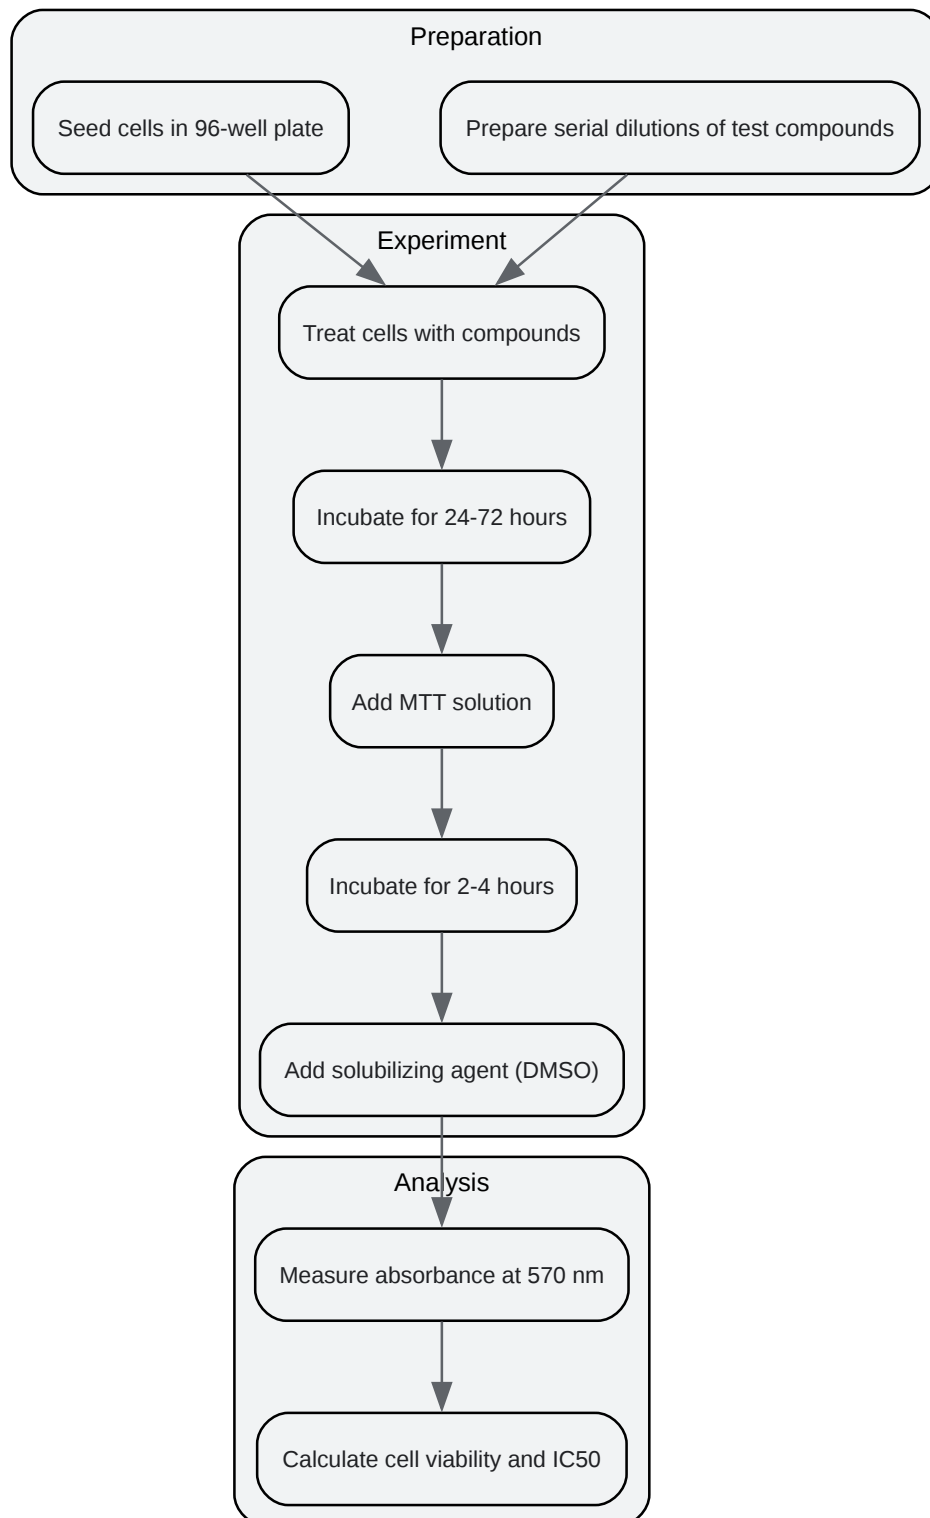 Preparation
Seed cells in 96-well plate
Prepare serial dilutions of test compounds
Experiment
Treat cells with compounds
Incubate for 24-72 hours
Add MTT solution
Incubate for 2-4 hours
Add solubilizing agent (DMSO)
Analysis
Measure absorbance at 570 nm
Calculate cell viability and IC50